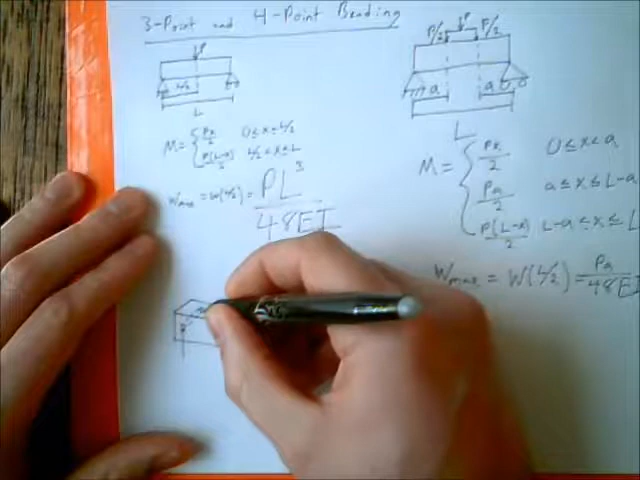 3-Point and 4-Point Bending
P
L/2
L
M = { Px/2 0≤x≤L/2
P(L-x)/2 L/2<x≤L
Wmax = W(L/2) = PL³/48EI
P/2 P P/2
a a
L
M = { Px/2 0≤x<a
Pa/2 a≤x≤L-a
P(L-x)/2 L-a≤x≤L
Wmax = W(L/2) = Pa/48EI